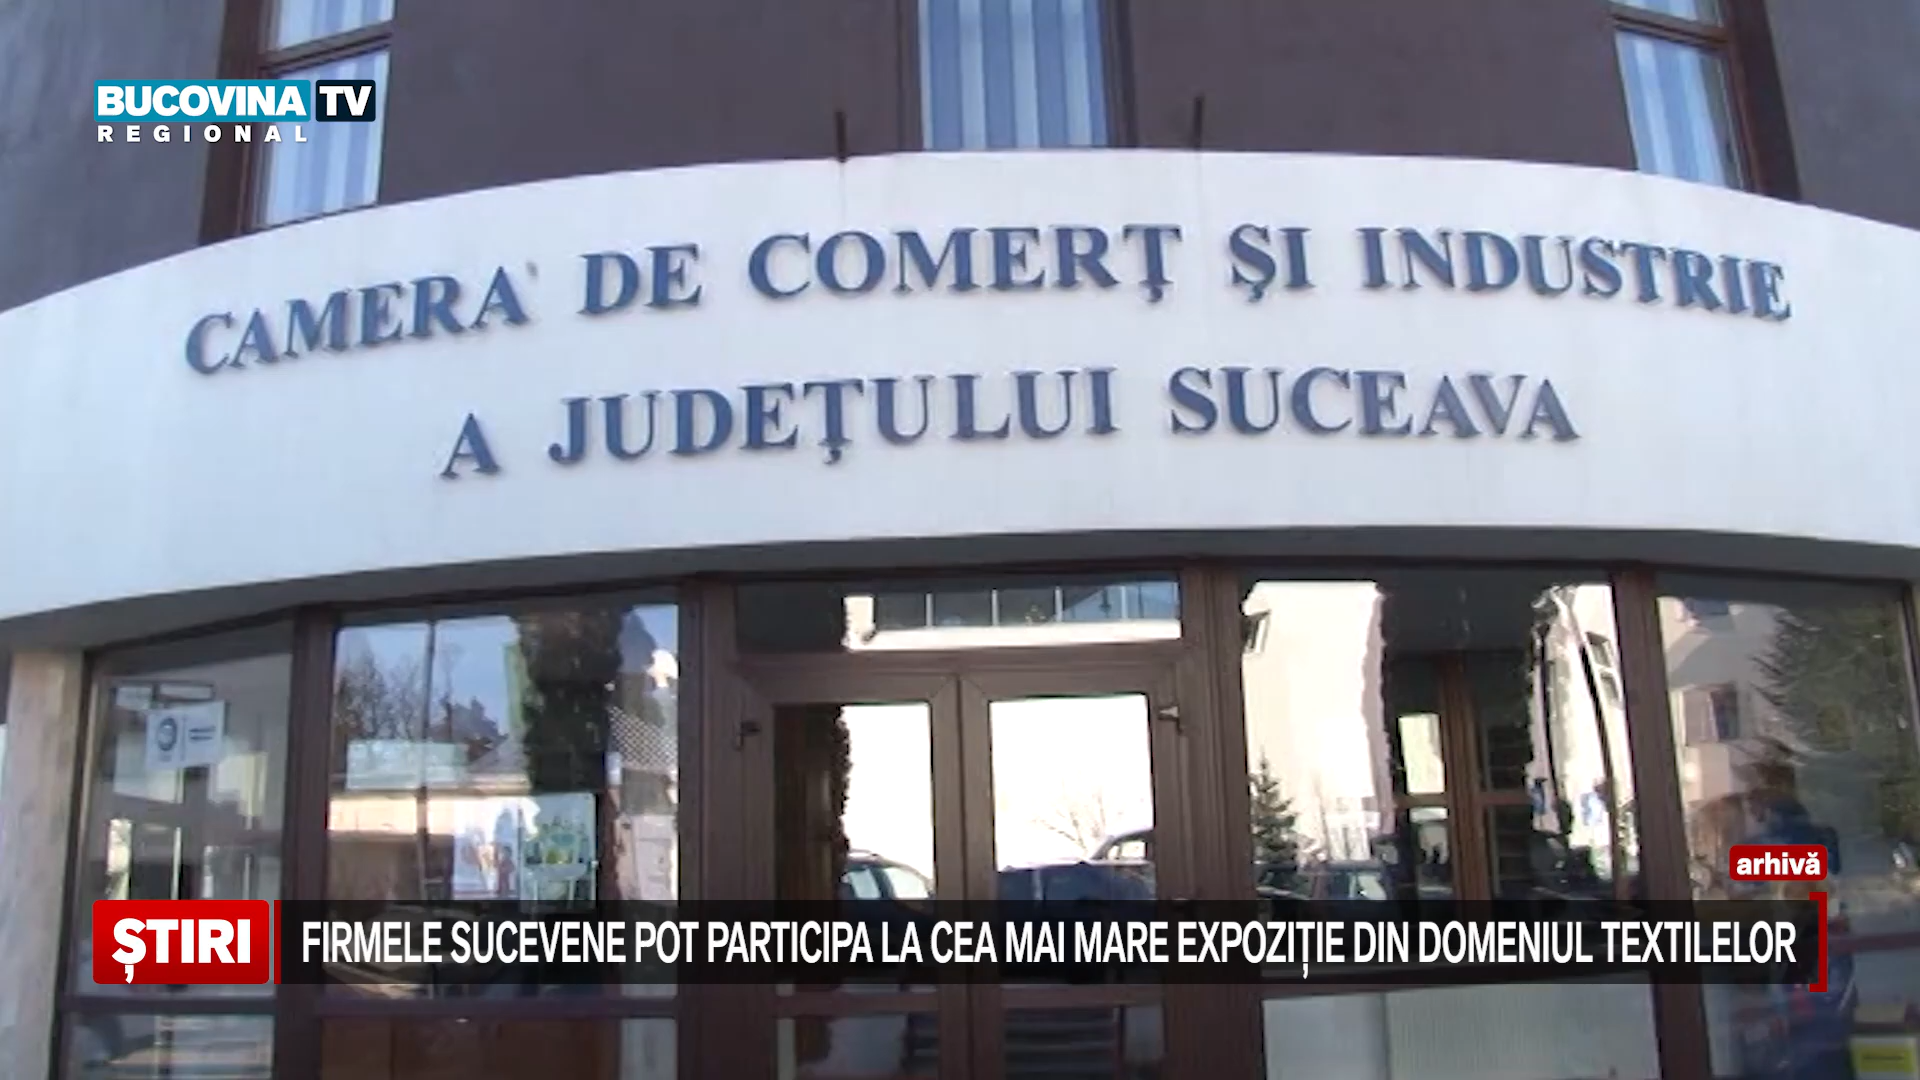 BUCOVINA TV
REGIONAL
CAMERA DE COMERŢ ŞI INDUSTRIE
A JUDEŢULUI SUCEAVA
arhivă
ȘTIRI
FIRMELE SUCEVENE POT PARTICIPA LA CEA MAI MARE EXPOZIȚIE DIN DOMENIUL TEXTILELOR